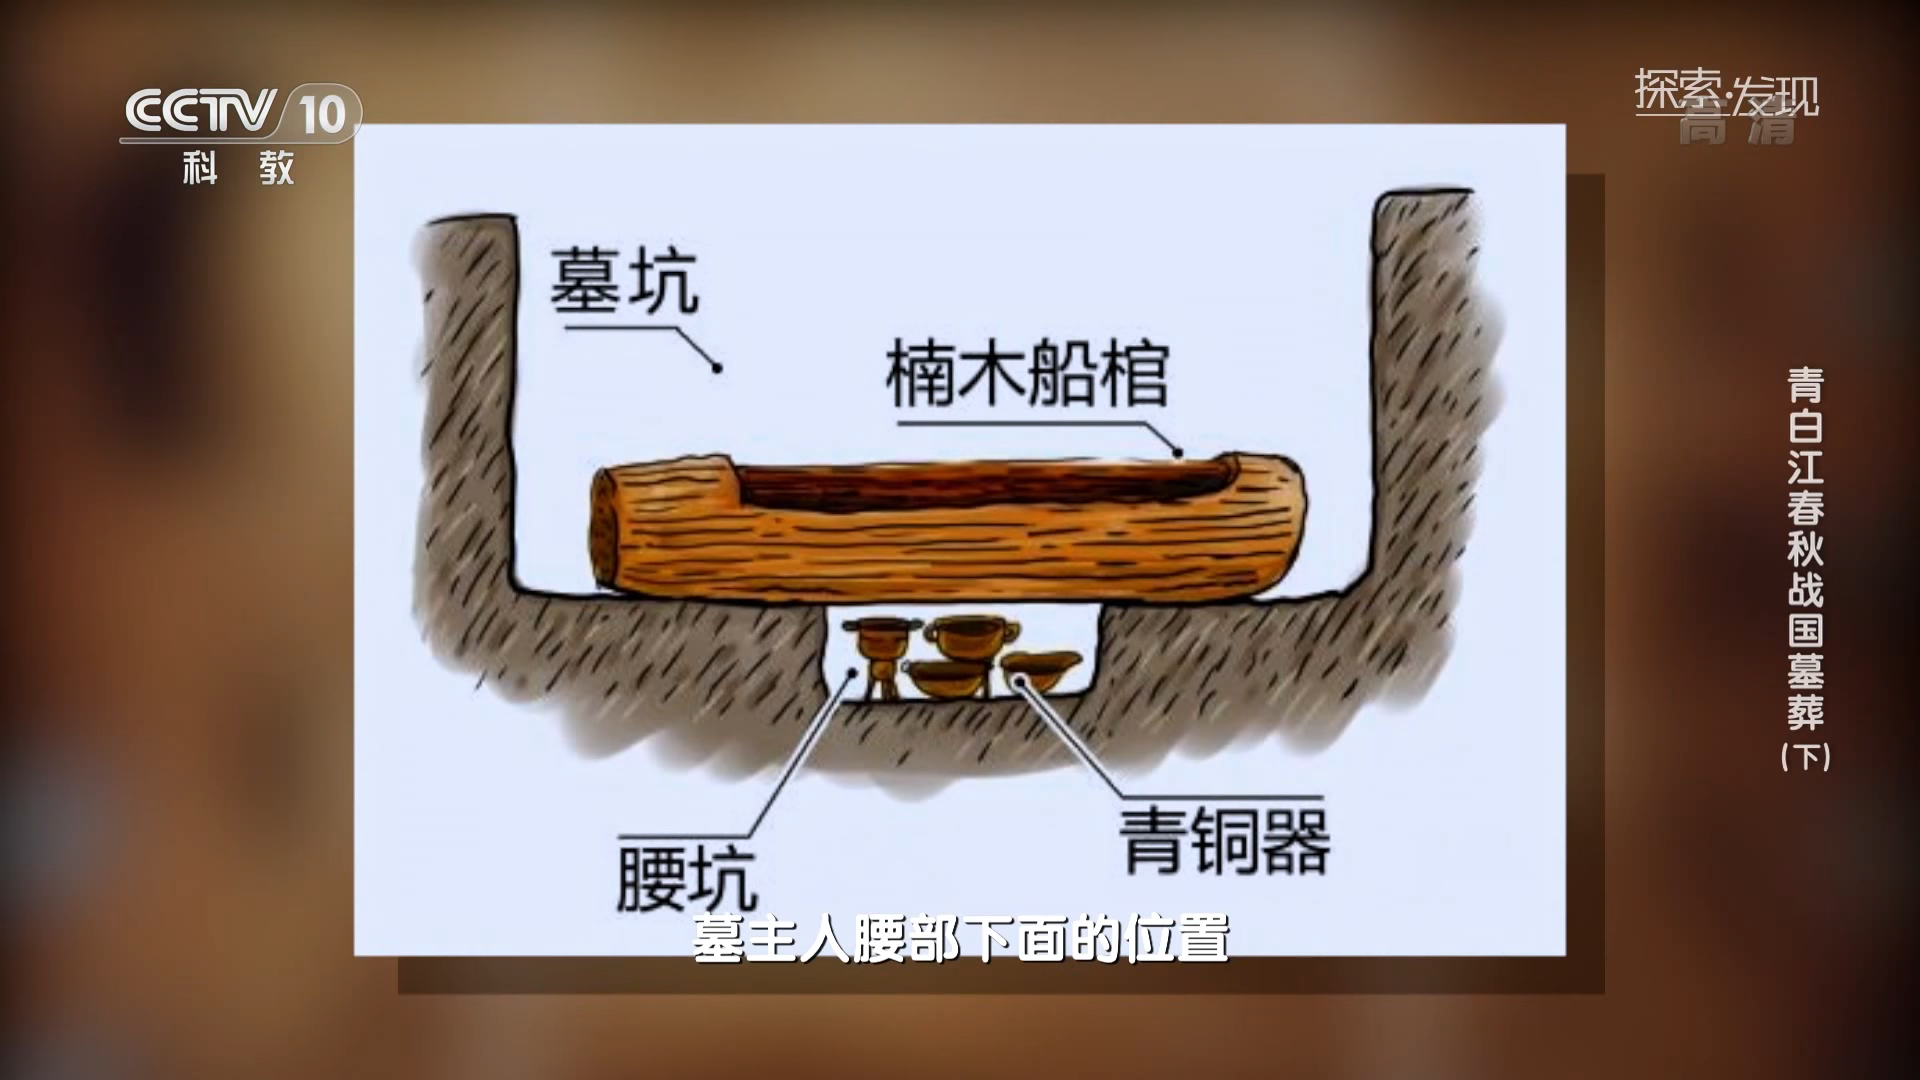 CCTV 10
科 教
探索·发现
高清
墓坑
楠木船棺
青白江春秋战国墓葬(下)
腰坑
青铜器
墓主人腰部下面的位置